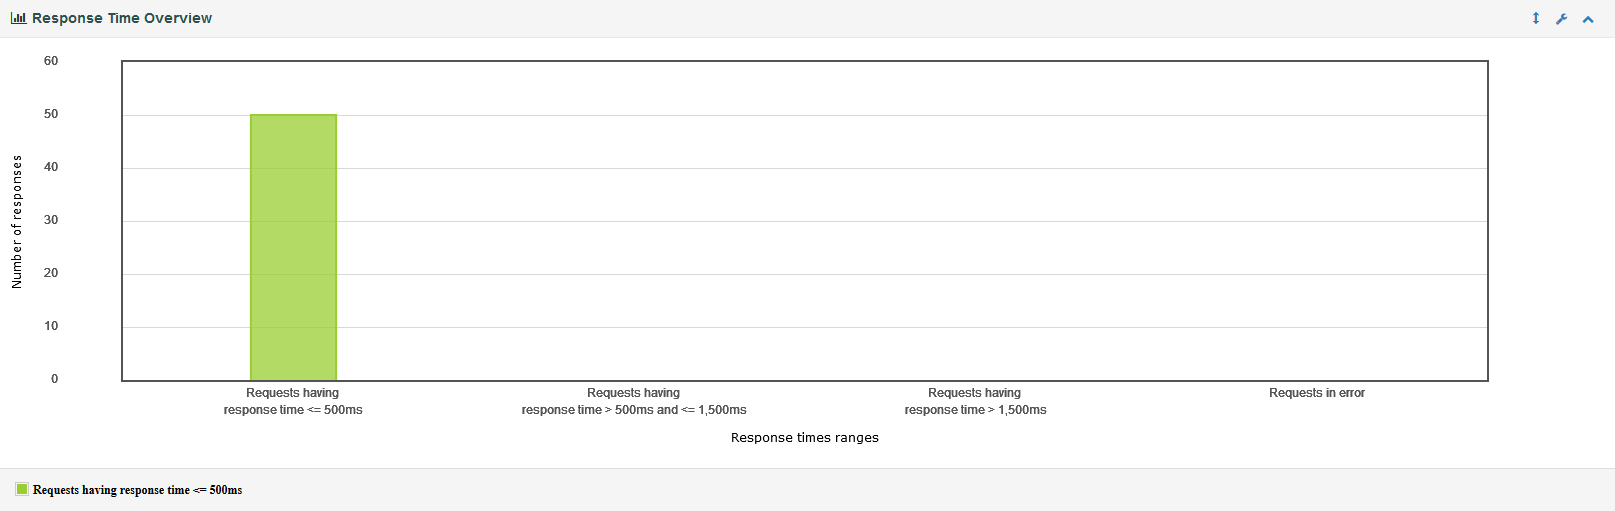 Response Time Overview
60
50
40
30
20
10
0
Number of responses
Requests having
response time <= 500ms
Requests having
response time > 500ms and <= 1,500ms
Requests having
response time > 1,500ms
Requests in error
Response times ranges
Requests having response time <= 500ms